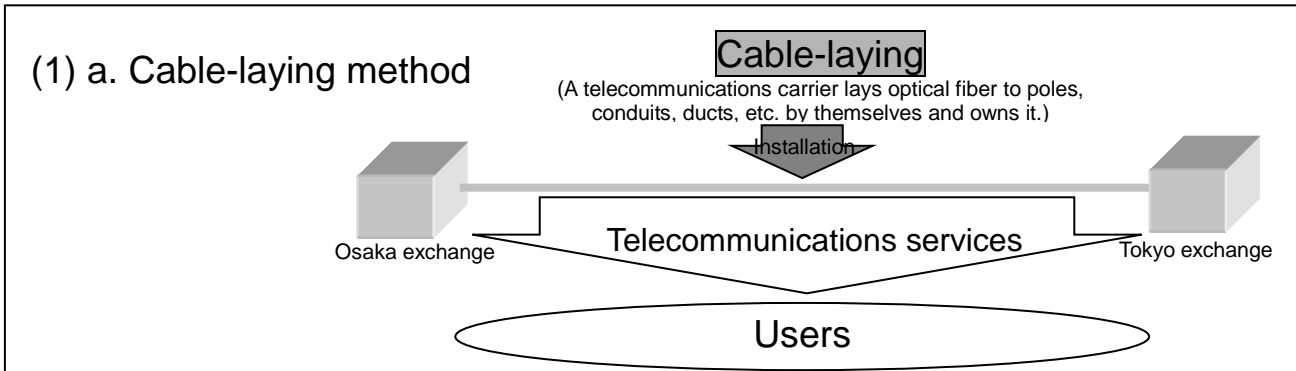 (1) a. Cable-laying method
Cable-laying
(A telecommunications carrier lays optical fiber to poles,
conduits, ducts, etc. by themselves and owns it.)
Installation
Osaka exchange
Telecommunications services
Tokyo exchange
Users